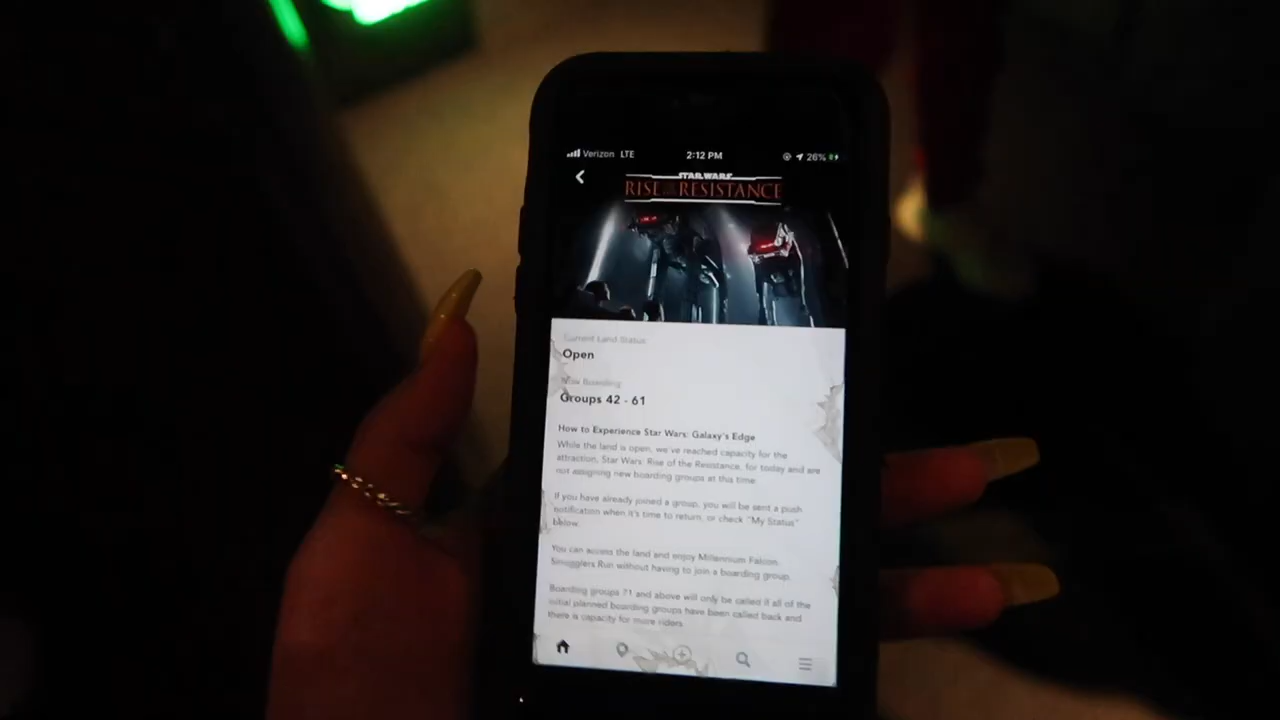 Verizon LTE 2:12 PM 26%
STAR WARS
RISE OF THE RESISTANCE
Current Land Status:
Open
Now Boarding:
Groups 42 - 61
How to Experience Star Wars: Galaxy's Edge
While the land is open, we've reached capacity for the
attraction, Star Wars: Rise of the Resistance, for today and are
not assigning new boarding groups at this time.
If you have already joined a group, you will be sent a push
notification when it's time to return, or check "My Status"
below.
You can access the land and enjoy Millennium Falcon:
Smugglers Run without having to join a boarding group.
Boarding groups 71 and above will only be called if all of the
initial planned boarding groups have been called back and
there is capacity for more riders.